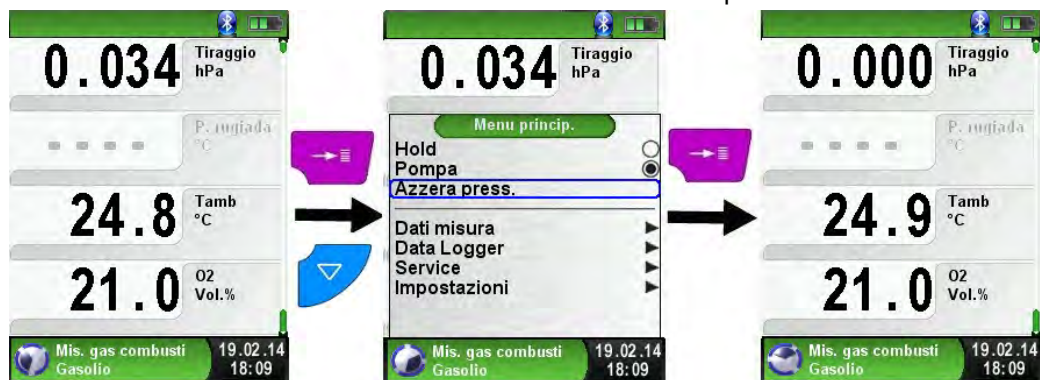 0.034 Tiraggio
hPa
- - - - P. rugiada
°C
24.8 Tamb
°C
21.0 O2
Vol.%
Mis. gas combusti 19.02.14
Gasolio 18:09
0.034 Tiraggio
hPa
Menu princip.
Hold
Pompa
Azzera press.
Dati misura
Data Logger
Service
Impostazioni
Mis. gas combusti 19.02.14
Gasolio 18:09
0.000 Tiraggio
hPa
- - - - P. rugiada
°C
24.9 Tamb
°C
21.0 O2
Vol.%
Mis. gas combusti 19.02.14
Gasolio 18:09